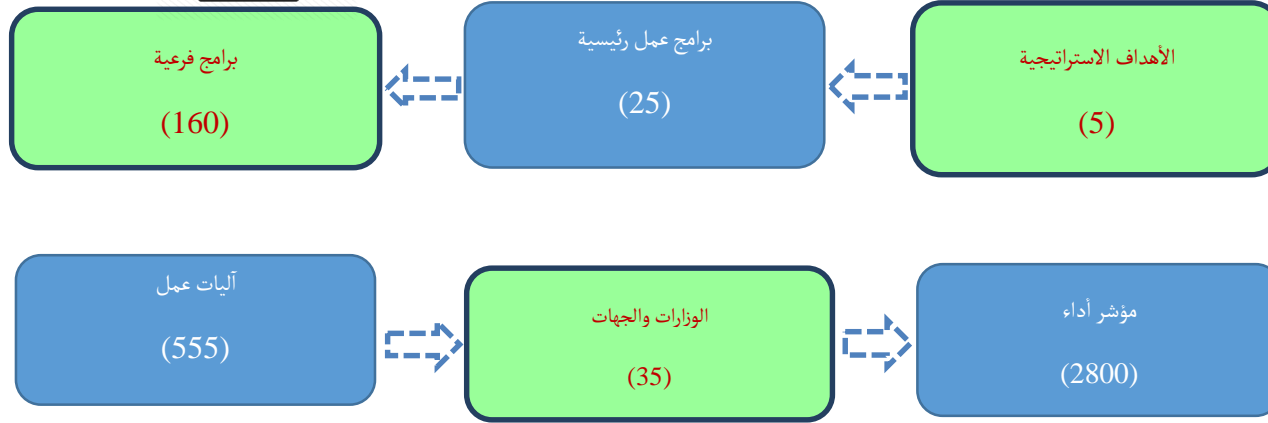 الأهداف الاستراتيجية
(5)
برامج عمل رئيسية
(25)
برامج فرعية
(160)
آليات عمل
(555)
الوزارات والجهات
(35)
مؤشر أداء
(2800)